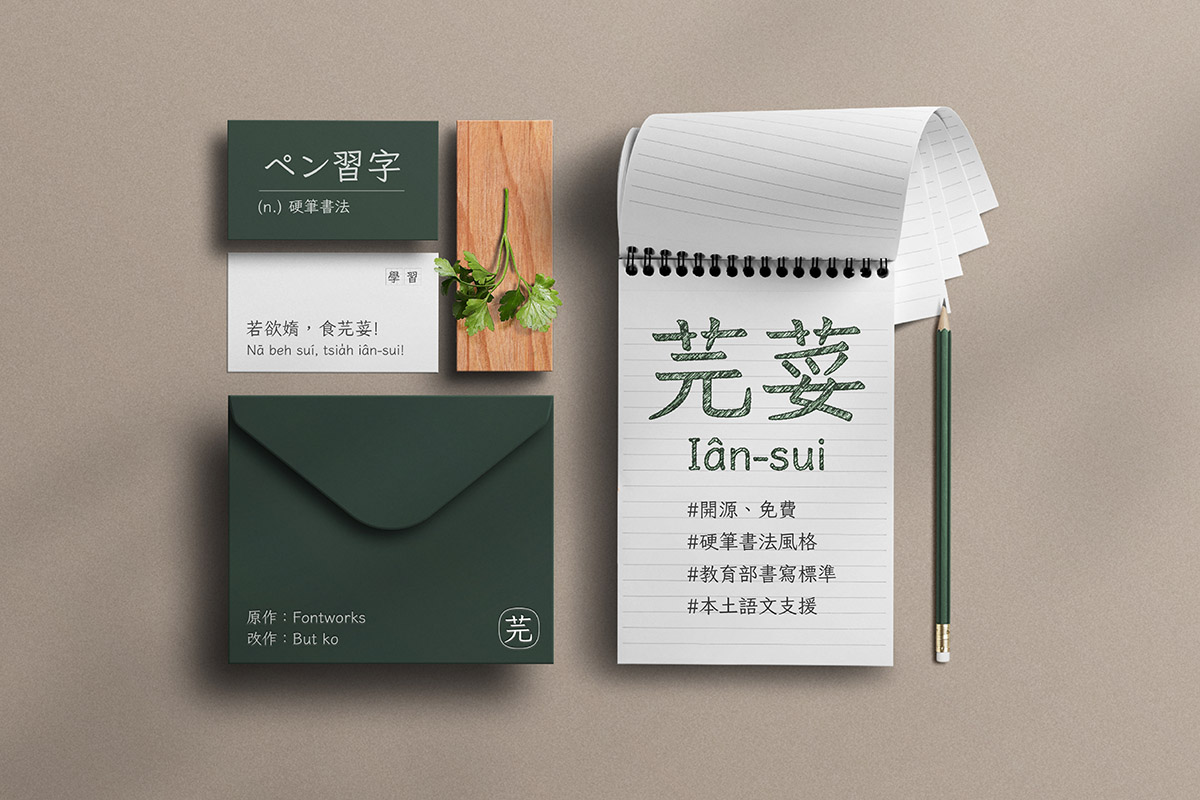 ペン習字
(n.) 硬筆書法
學習
若欲媠，食芫荽!
Nā beh suí, tsia̍h iân-sui!
原作：Fontworks
改作：But ko
芫
芫荽
Iân-sui
#開源、免費
#硬筆書法風格
#教育部書寫標準
#本土語文支援